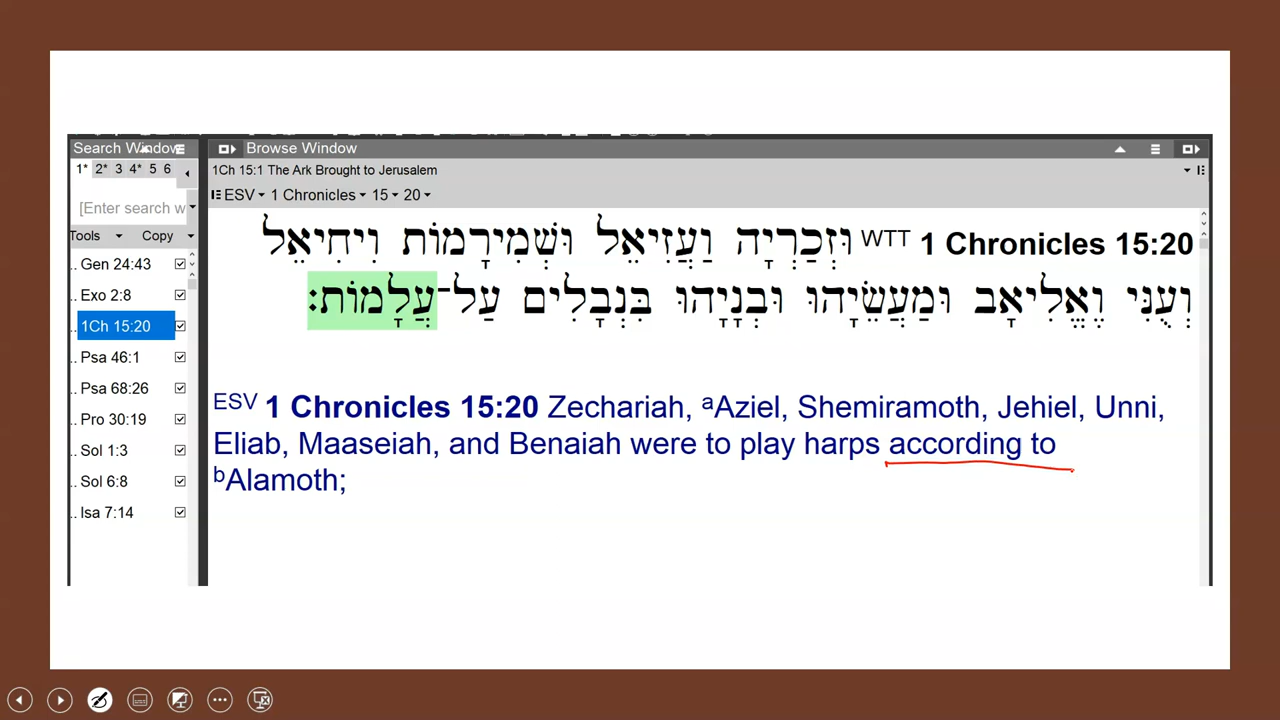 Search Window
Browse Window
1* 2* 3 4* 5 6
1Ch 15:1 The Ark Brought to Jerusalem
[Enter search w
ESV 1 Chronicles 15 20
Tools Copy
Gen 24:43
Exo 2:8
1Ch 15:20
Psa 46:1
Psa 68:26
Pro 30:19
Sol 1:3
Sol 6:8
Isa 7:14
WTT 1 Chronicles 15:20 וּזְכַרְיָה וַעֲזִיאֵל וּשְׁמִירָמוֹת וִיחִיאֵל
וְעֻנִּי וֶאֱלִיאָב וּמַעֲשֵׂיָהוּ וּבְנָיָהוּ בִּנְבָלִים עַל־עֲלָמוֹת׃
ESV 1 Chronicles 15:20 Zechariah, aAziel, Shemiramoth, Jehiel, Unni,
Eliab, Maaseiah, and Benaiah were to play harps according to
bAlamoth;